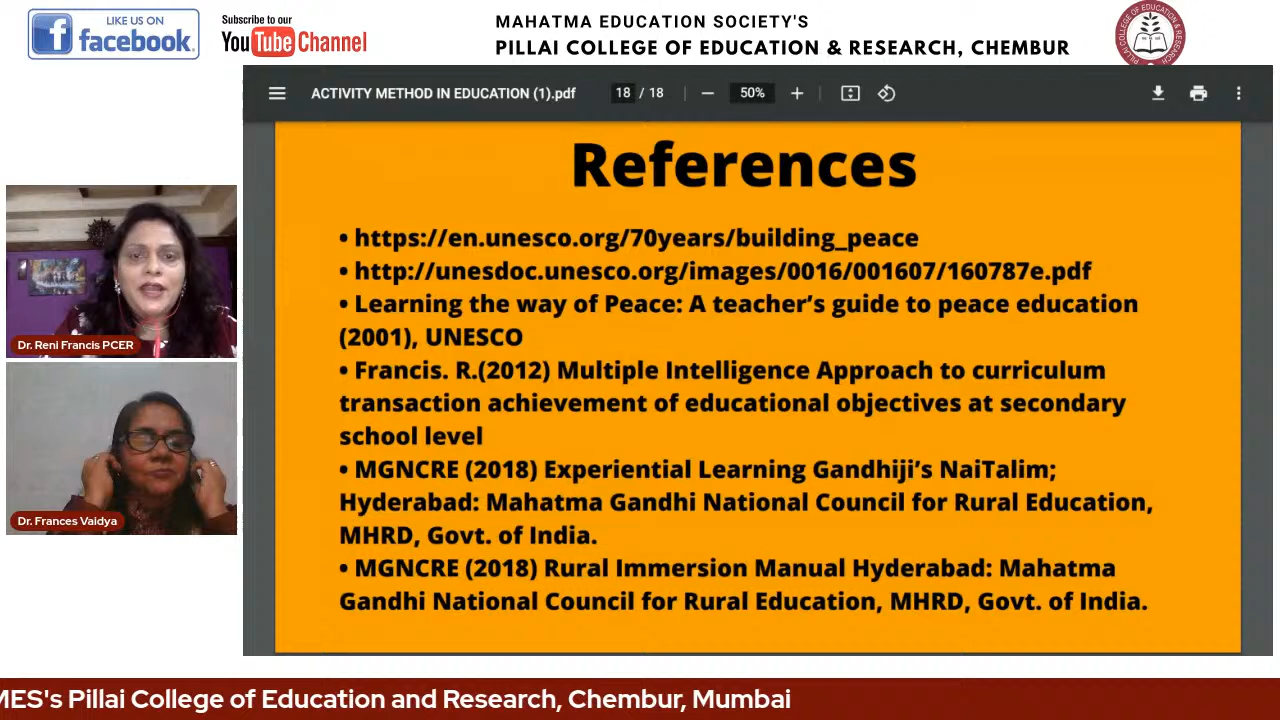 LIKE US ON
facebook.
Subscribe to our
YouTube Channel
MAHATMA EDUCATION SOCIETY'S
PILLAI COLLEGE OF EDUCATION & RESEARCH, CHEMBUR
ACTIVITY METHOD IN EDUCATION (1).pdf
18 / 18
50%
References
• https://en.unesco.org/70years/building_peace
• http://unesdoc.unesco.org/images/0016/001607/160787e.pdf
• Learning the way of Peace: A teacher’s guide to peace education
(2001), UNESCO
• Francis. R.(2012) Multiple Intelligence Approach to curriculum
transaction achievement of educational objectives at secondary
school level
• MGNCRE (2018) Experiential Learning Gandhiji’s NaiTalim;
Hyderabad: Mahatma Gandhi National Council for Rural Education,
MHRD, Govt. of India.
• MGNCRE (2018) Rural Immersion Manual Hyderabad: Mahatma
Gandhi National Council for Rural Education, MHRD, Govt. of India.
Dr. Reni Francis PCER
Dr. Frances Vaidya
MES's Pillai College of Education and Research, Chembur, Mumbai